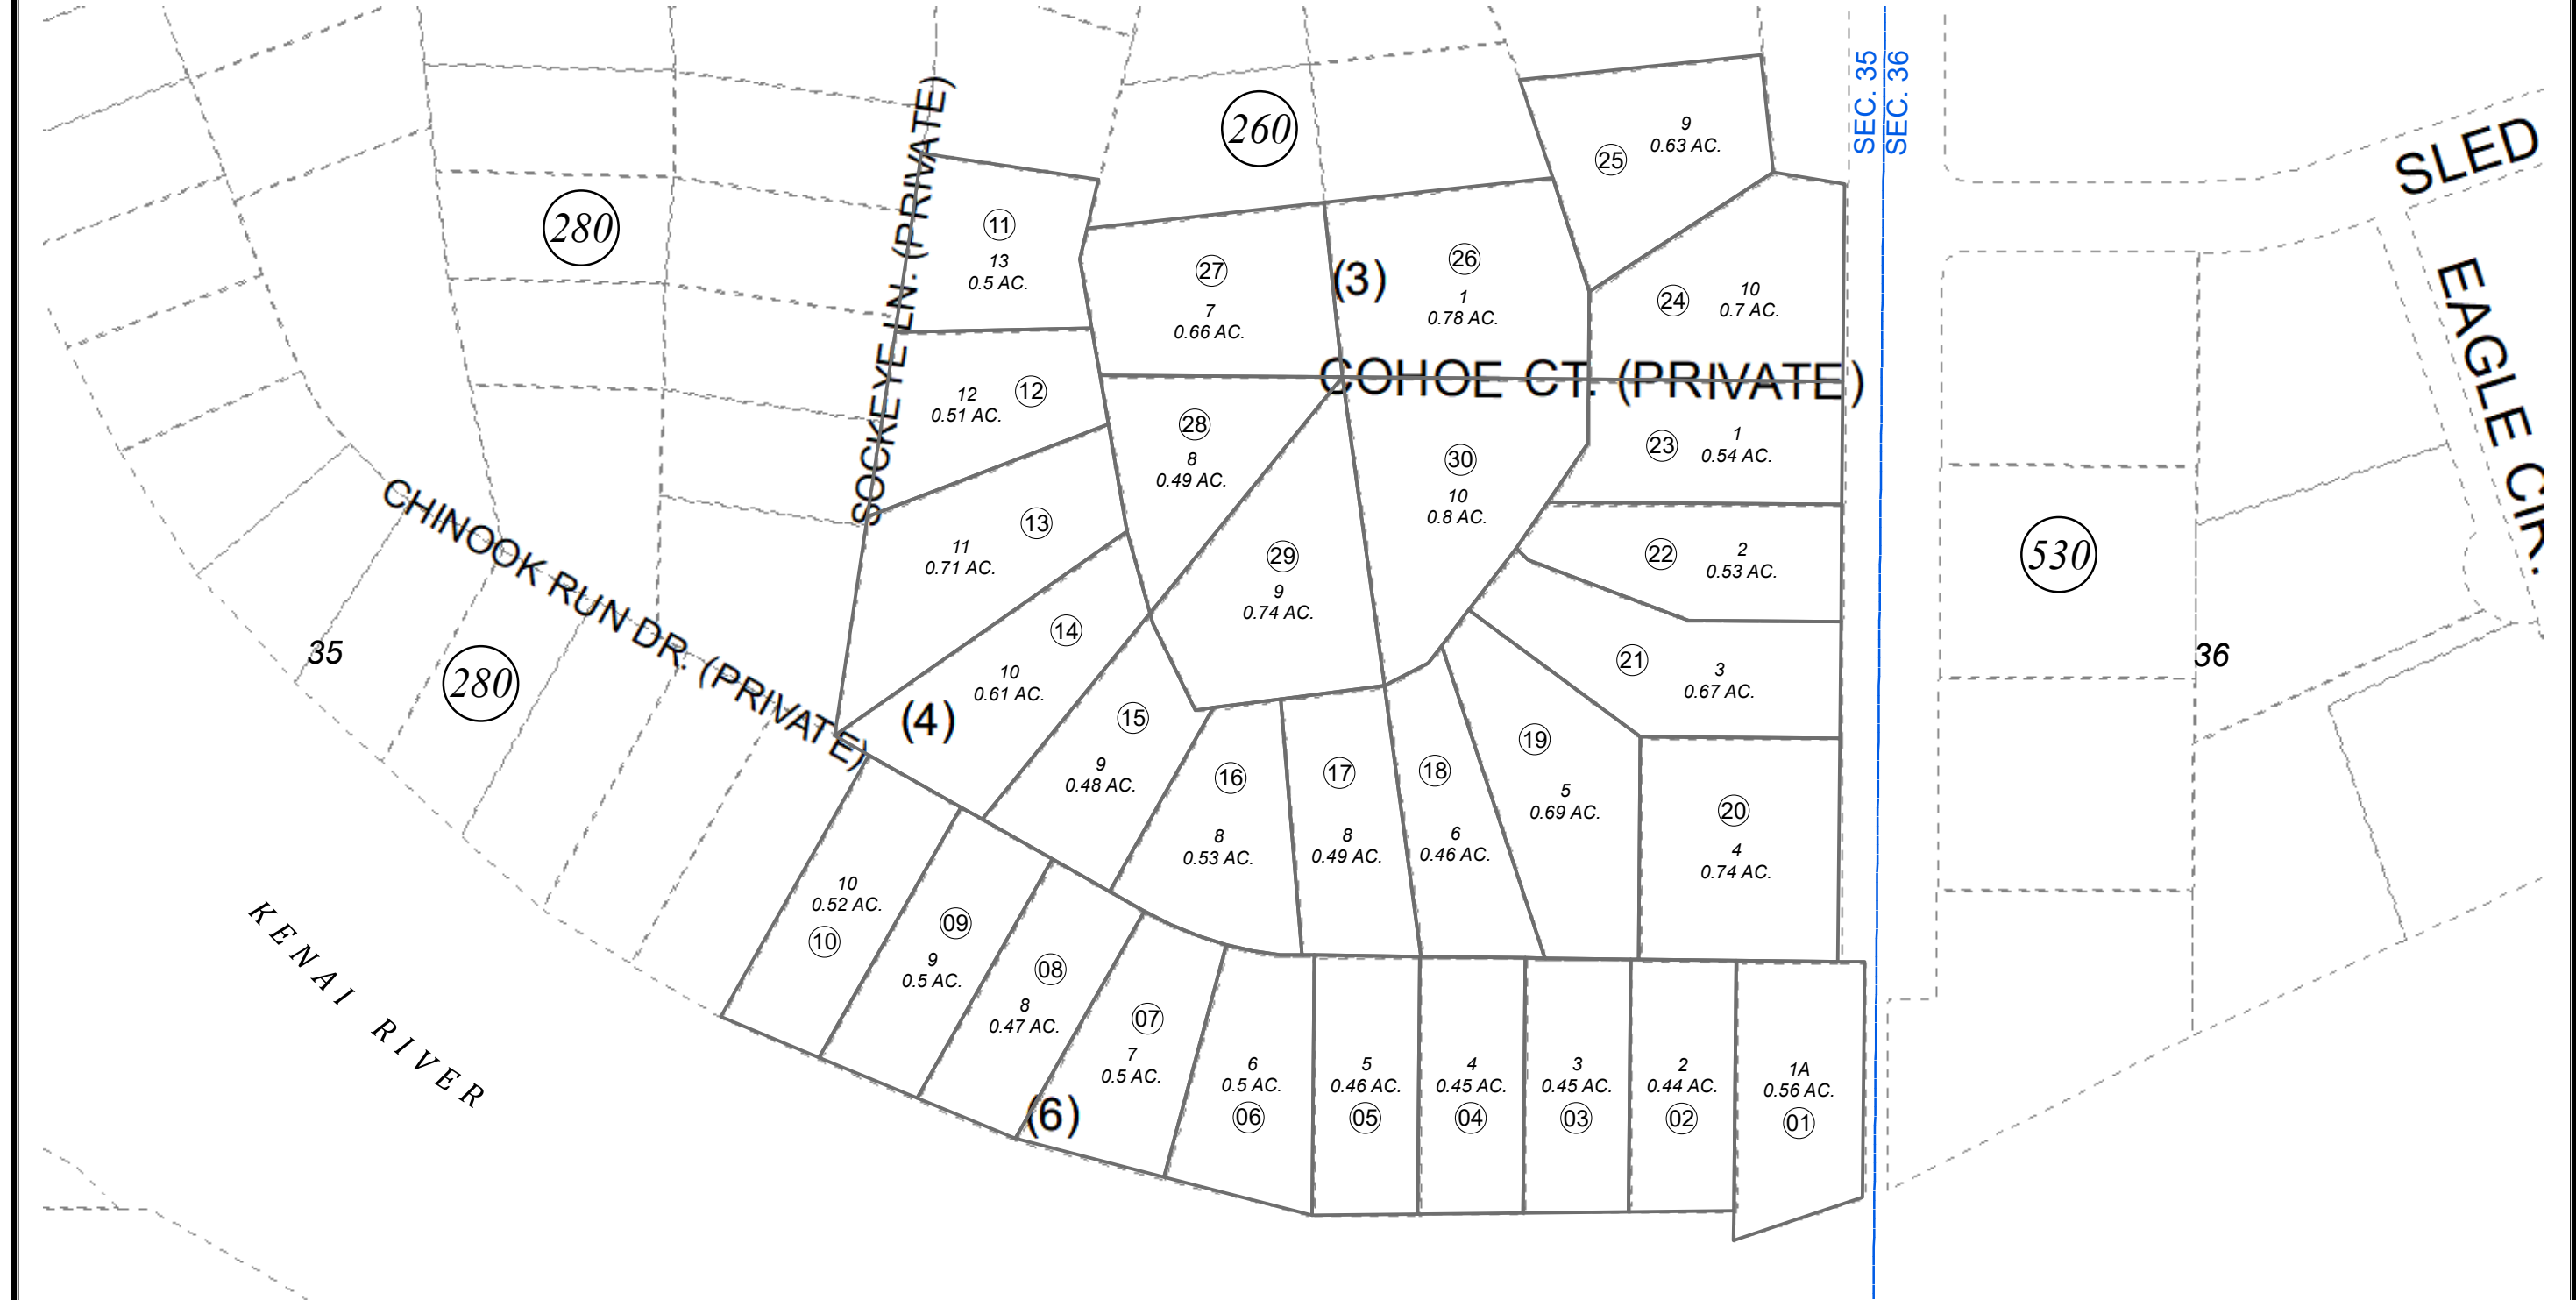 SEC. 35
SEC. 36
SLED
EAGLE CIR.
260
9
0.63 AC.
25
280
SOCKEYE LN. (PRIVATE)
11
13
0.5 AC.
27
7
0.66 AC.
(3)
26
1
0.78 AC.
24
10
0.7 AC.
COHOE CT. (PRIVATE)
12
0.51 AC.
12
28
8
0.49 AC.
30
10
0.8 AC.
23
1
0.54 AC.
CHINOOK RUN DR. (PRIVATE)
13
11
0.71 AC.
29
9
0.74 AC.
22
2
0.53 AC.
530
35
280
14
10
0.61 AC.
(4)
15
9
0.48 AC.
21
3
0.67 AC.
36
16
8
0.53 AC.
17
8
0.49 AC.
18
6
0.46 AC.
19
5
0.69 AC.
20
4
0.74 AC.
KENAI RIVER
10
0.52 AC.
10
09
9
0.5 AC.
08
8
0.47 AC.
07
7
0.5 AC.
(6)
6
0.5 AC.
06
5
0.46 AC.
05
4
0.45 AC.
04
3
0.45 AC.
03
2
0.44 AC.
02
1A
0.56 AC.
01